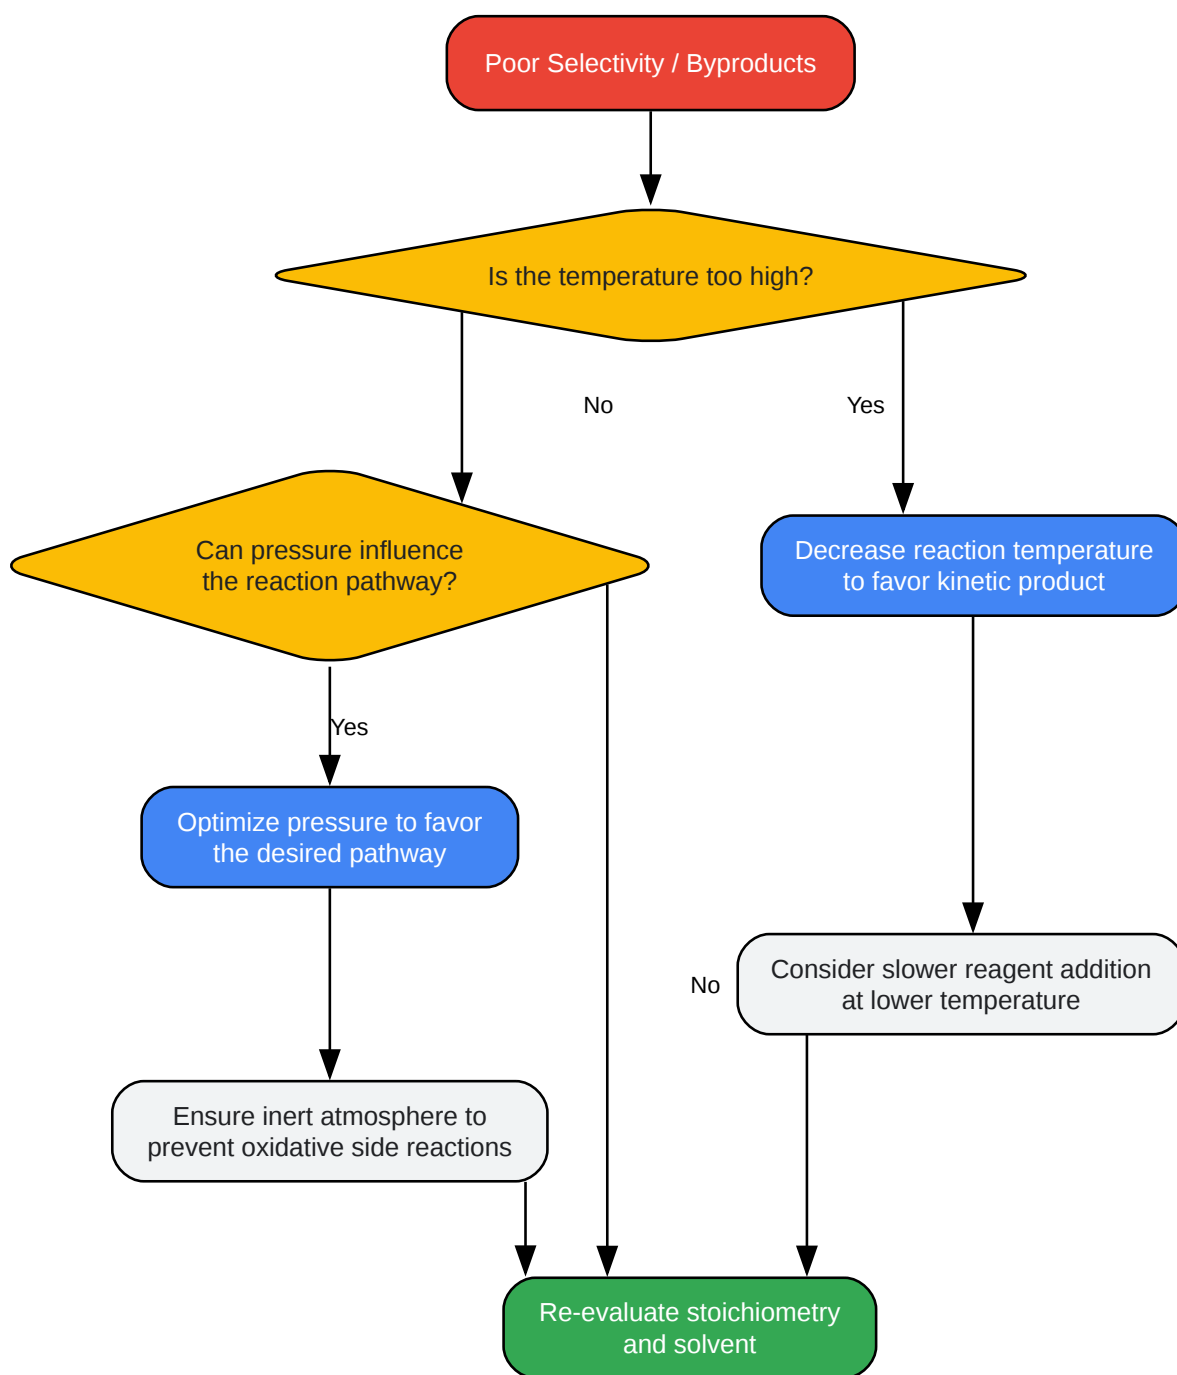 Poor Selectivity / Byproducts
Is the temperature too high?
No
Yes
Can pressure influence
the reaction pathway?
Decrease reaction temperature
to favor kinetic product
Yes
Optimize pressure to favor
the desired pathway
No
Consider slower reagent addition
at lower temperature
Ensure inert atmosphere to
prevent oxidative side reactions
Re-evaluate stoichiometry
and solvent